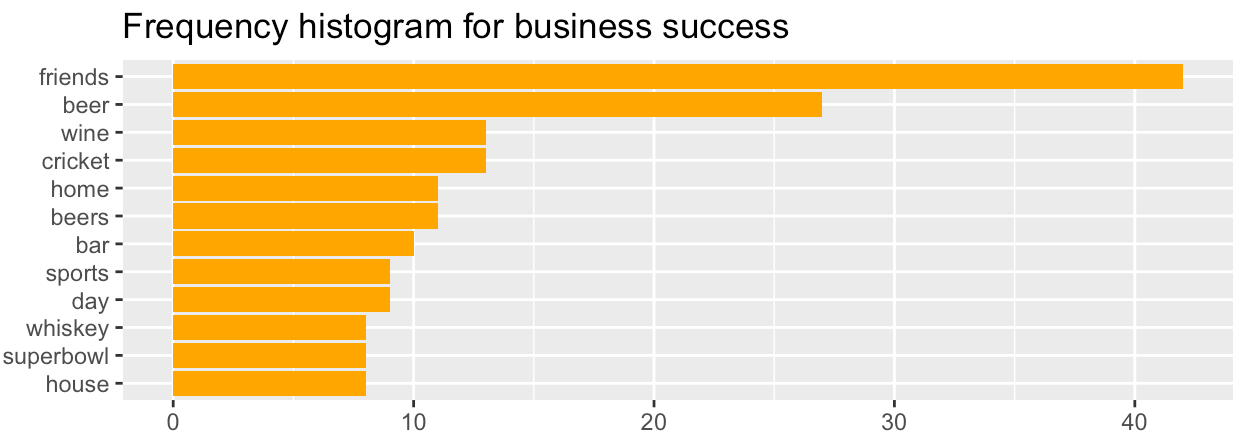 Frequency histogram for business success
friends
beer
wine
cricket
home
beers
bar
sports
day
whiskey
superbowl
house
0 10 20 30 40